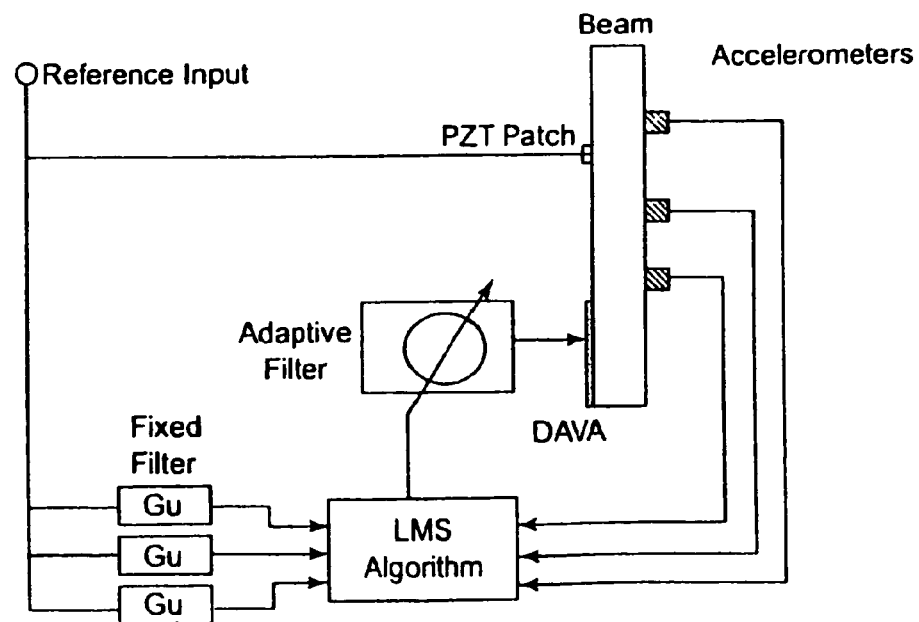 Beam
Accelerometers
Reference Input
PZT Patch
Adaptive
Filter
DAVA
Fixed
Filter
Gu
LMS
Algorithm
Gu
Gu